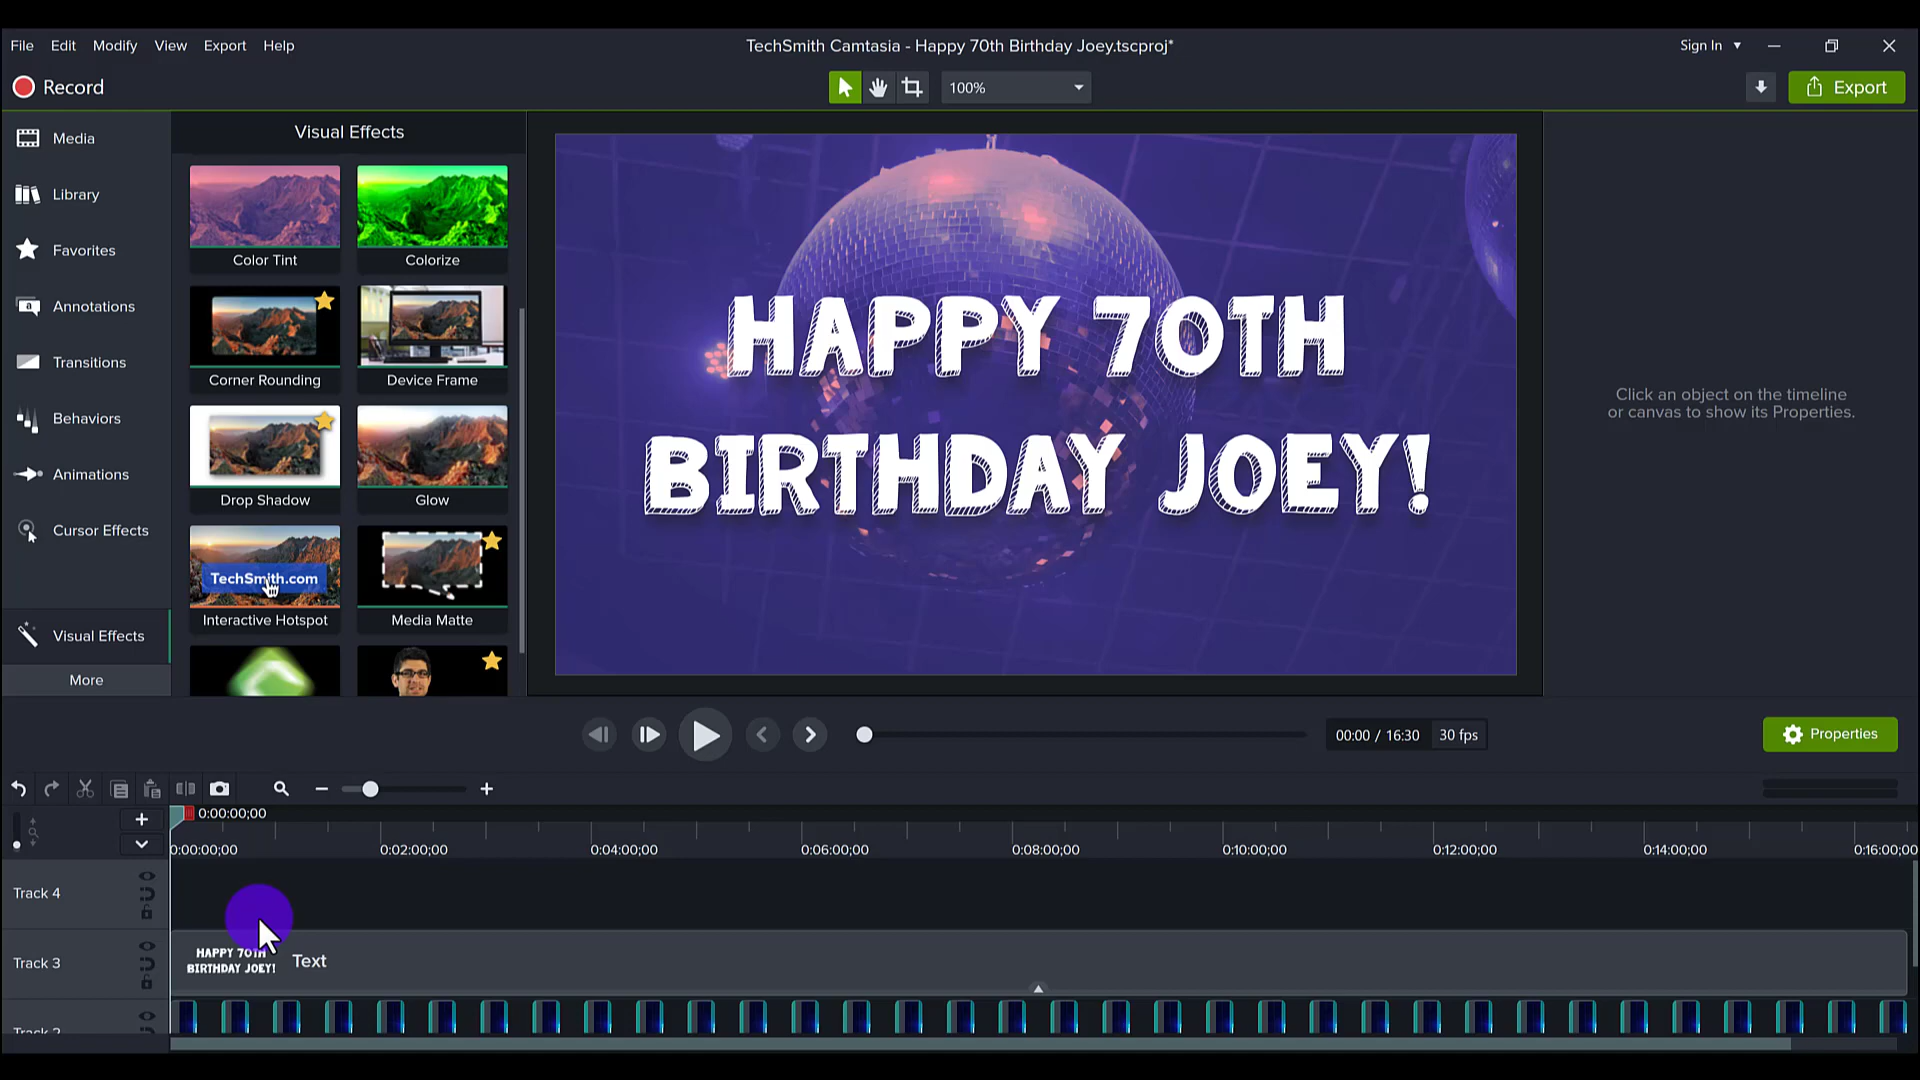 File Edit Modify View Export Help
TechSmith Camtasia - Happy 70th Birthday Joey.tscproj*
Sign In
Record
100%
Export
Media
Library
Favorites
Annotations
Transitions
Behaviors
Animations
Cursor Effects
Visual Effects
More
Visual Effects
Color Tint
Colorize
Corner Rounding
Device Frame
Drop Shadow
Glow
TechSmith.com
Interactive Hotspot
Media Matte
HAPPY 70TH
BIRTHDAY JOEY!
Click an object on the timeline
or canvas to show its Properties.
00:00 / 16:30
30 fps
Properties
0:00:00;00
0:00:00;00 0:02:00;00 0:04:00;00 0:06:00;00 0:08:00;00 0:10:00;00 0:12:00;00 0:14:00;00 0:16:00;00
Track 4
Track 3
HAPPY 70TH
BIRTHDAY JOEY!
Text
Track 2